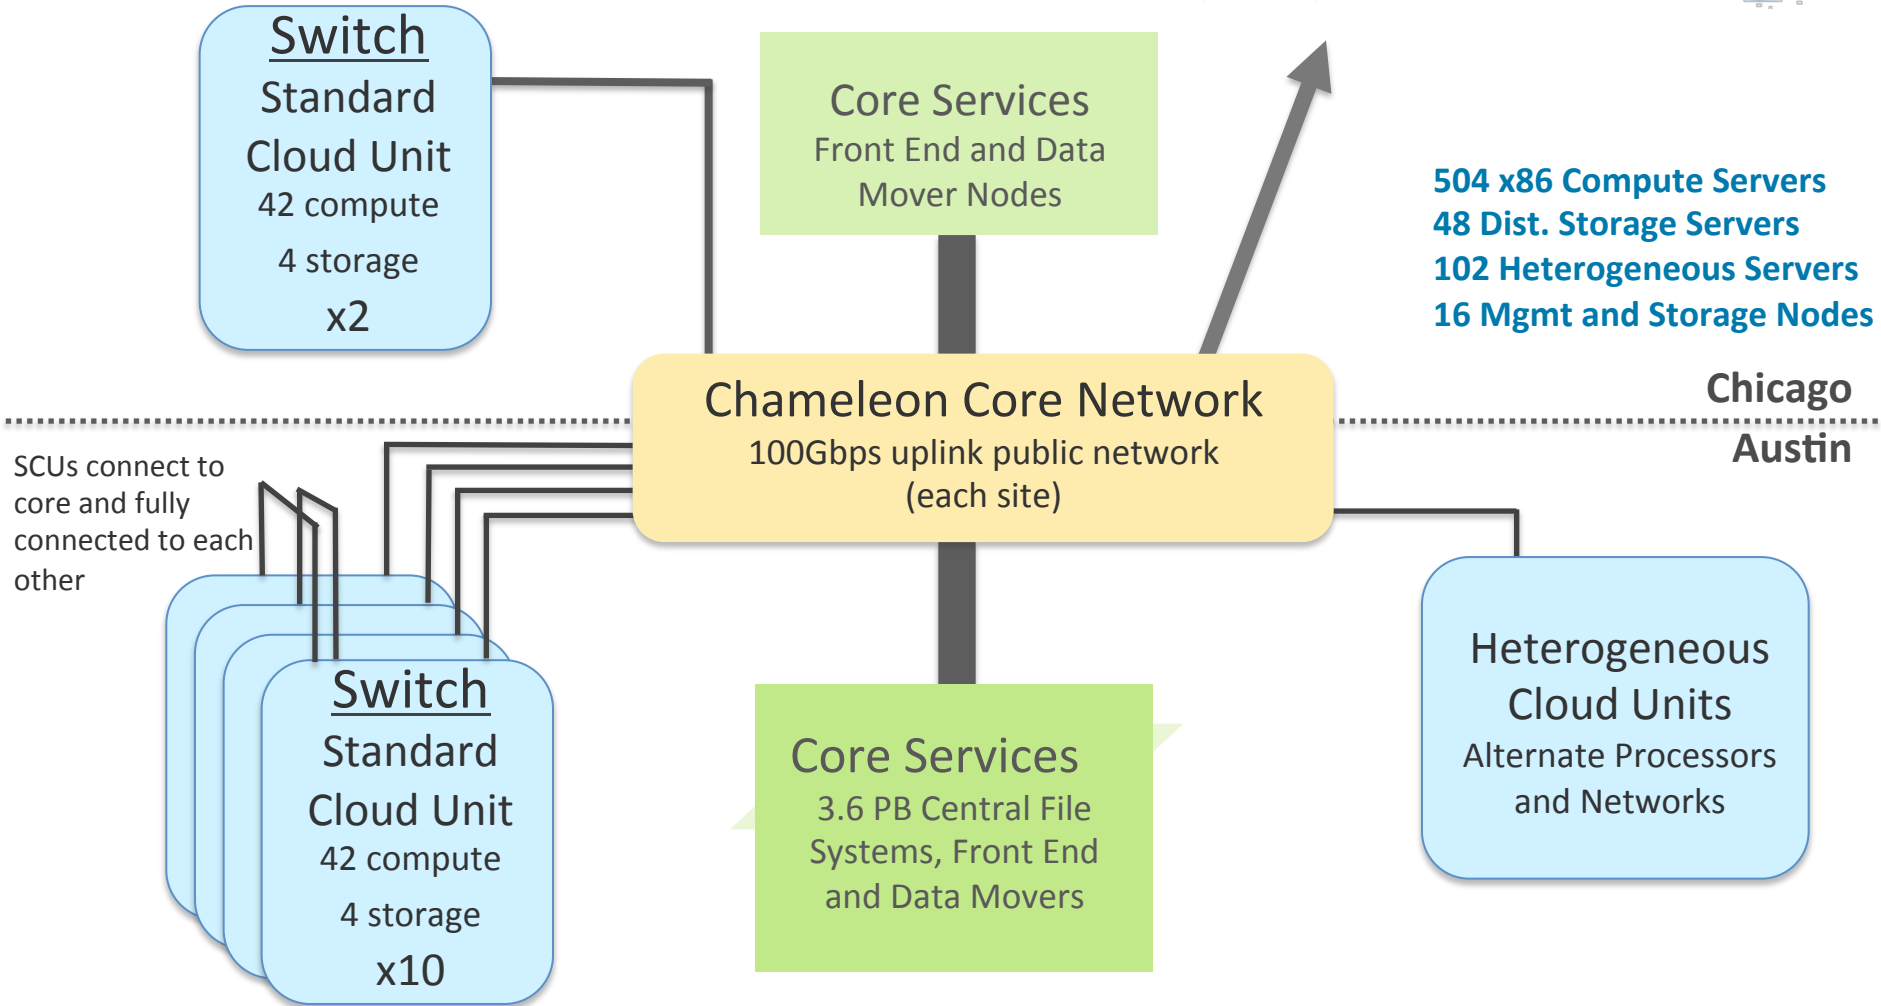 Switch
Standard
Cloud Unit
42 compute
4 storage
x2
Core Services
Front End and Data
Mover Nodes
504 x86 Compute Servers
48 Dist. Storage Servers
102 Heterogeneous Servers
16 Mgmt and Storage Nodes
Chicago
Austin
Chameleon Core Network
100Gbps uplink public network
(each site)
SCUs connect to
core and fully
connected to each
other
Switch
Standard
Cloud Unit
42 compute
4 storage
x10
Core Services
3.6 PB Central File
Systems, Front End
and Data Movers
Heterogeneous
Cloud Units
Alternate Processors
and Networks